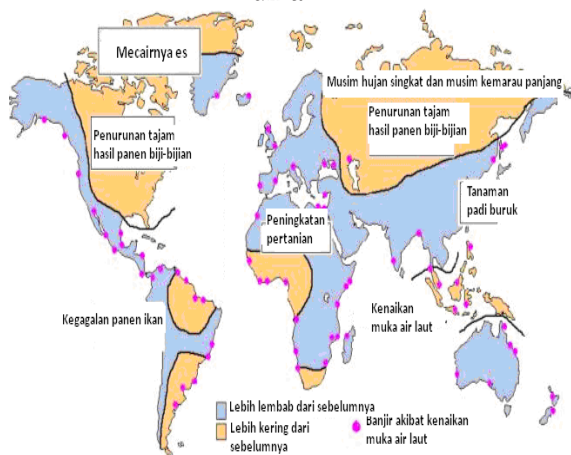 Mecairnya es
Musim hujan singkat dan musim kemarau panjang
Penurunan tajam
hasil panen biji-bijian
Penurunan tajam
hasil panen biji-bijian
Tanaman
padi buruk
Peningkatan
pertanian
Kegagalan panen ikan
Kenaikan
muka air laut
Lebih lembab dari sebelumnya
Lebih kering dari
sebelumnya
Banjir akibat kenaikan
muka air laut